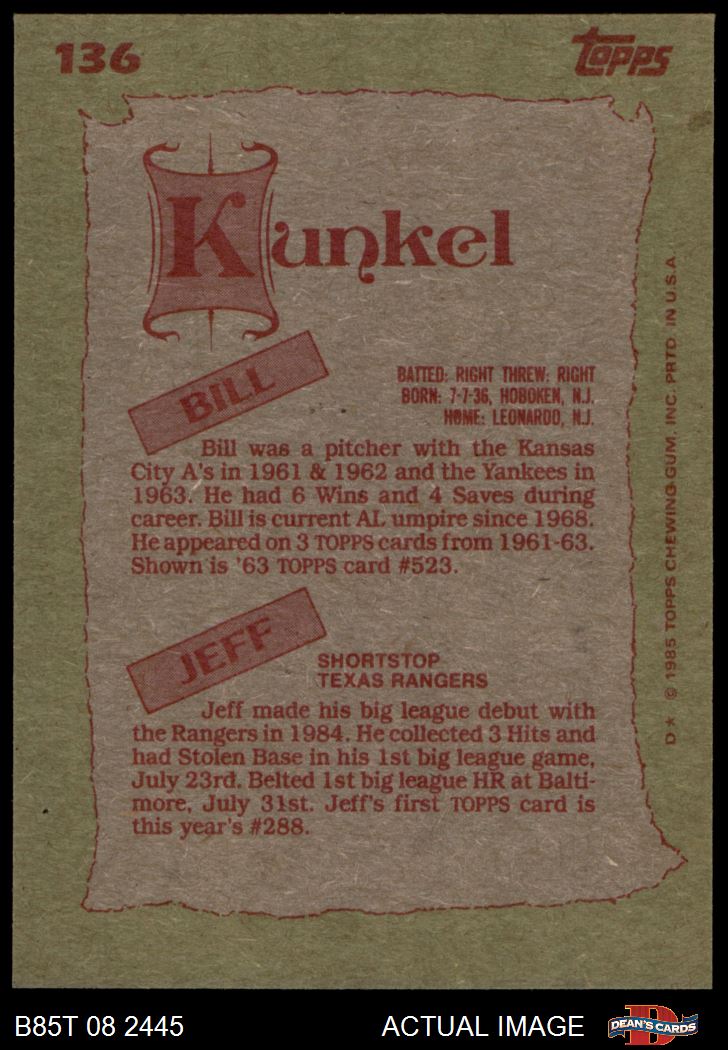 136
TOPPS
Kunkel
BILL
BATTED: RIGHT THREW: RIGHT
BORN: 7-7-36, HOBOKEN, N.J.
HOME: LEONARDO, N.J.
Bill was a pitcher with the Kansas
City A's in 1961 & 1962 and the Yankees in
1963. He had 6 Wins and 4 Saves during
career. Bill is current AL umpire since 1968.
He appeared on 3 TOPPS cards from 1961-63.
Shown is '63 TOPPS card #523.
JEFF
SHORTSTOP
TEXAS RANGERS
Jeff made his big league debut with
the Rangers in 1984. He collected 3 Hits and
had Stolen Base in his 1st big league game,
July 23rd. Belted 1st big league HR at Balti-
more, July 31st. Jeff's first TOPPS card is
this year's #288.
D* © 1985 TOPPS CHEWING GUM, INC. PRTD. IN U.S.A.
B85T 08 2445
ACTUAL IMAGE
D
DEAN'S CARDS